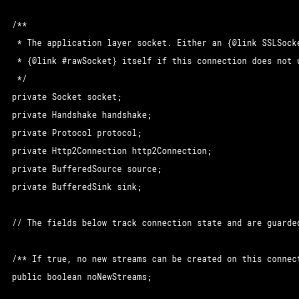 /**
* The application layer socket. Either an {@link SSLSocke
* {@link #rawSocket} itself if this connection does not u
*/
private Socket socket;
private Handshake handshake;
private Protocol protocol;
private Http2Connection http2Connection;
private BufferedSource source;
private BufferedSink sink;
// The fields below track connection state and are guarded
/** If true, no new streams can be created on this connect
public boolean noNewStreams;